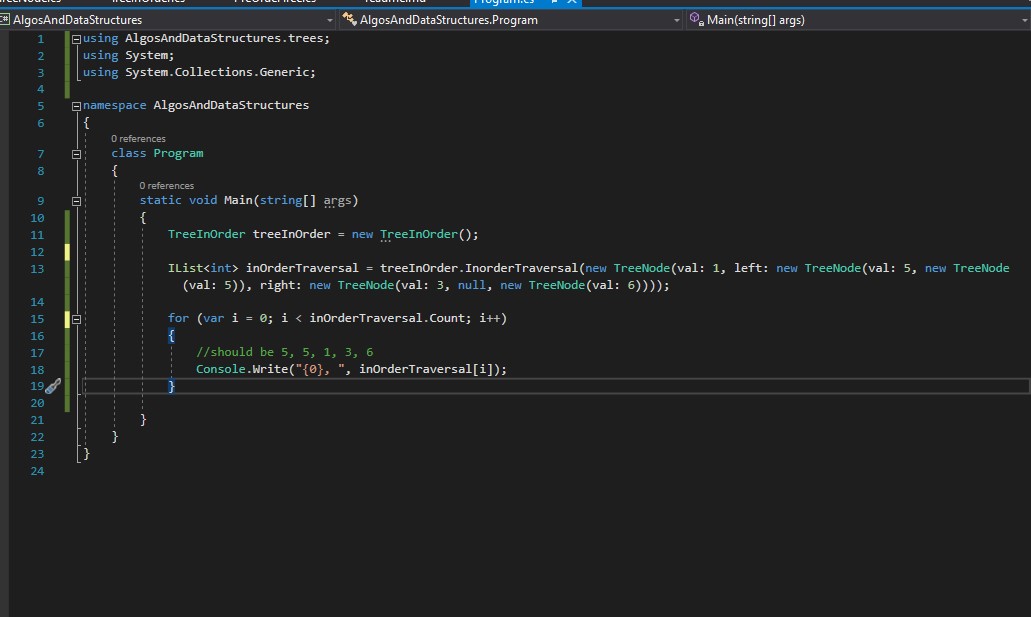 Program.cs
AlgosAndDataStructures AlgosAndDataStructures.Program Main(string[] args)
1 using AlgosAndDataStructures.trees;
2 using System;
3 using System.Collections.Generic;
4
5 namespace AlgosAndDataStructures
6 {
0 references
7 class Program
8 {
0 references
9 static void Main(string[] args)
10 {
11 TreeInOrder treeInOrder = new TreeInOrder();
12
13 IList<int> inOrderTraversal = treeInOrder.InorderTraversal(new TreeNode(val: 1, left: new TreeNode(val: 5, new TreeNode
(val: 5)), right: new TreeNode(val: 3, null, new TreeNode(val: 6))));
14
15 for (var i = 0; i < inOrderTraversal.Count; i++)
16 {
17 //should be 5, 5, 1, 3, 6
18 Console.Write("{0}, ", inOrderTraversal[i]);
19 }
20
21 }
22 }
23 }
24